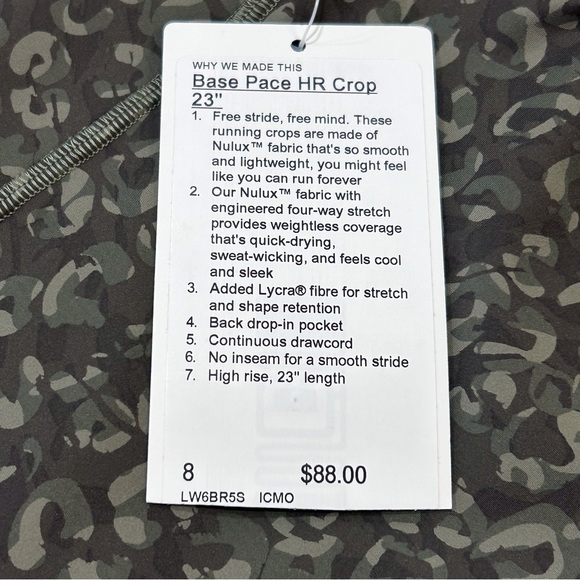 WHY WE MADE THIS
Base Pace HR Crop
23"
1. Free stride, free mind. These
running crops are made of
Nulux™ fabric that's so smooth
and lightweight, you might feel
like you can run forever
2. Our Nulux™ fabric with
engineered four-way stretch
provides weightless coverage
that's quick-drying,
sweat-wicking, and feels cool
and sleek
3. Added Lycra® fibre for stretch
and shape retention
4. Back drop-in pocket
5. Continuous drawcord
6. No inseam for a smooth stride
7. High rise, 23" length
8 $88.00
LW6BR5S ICMO